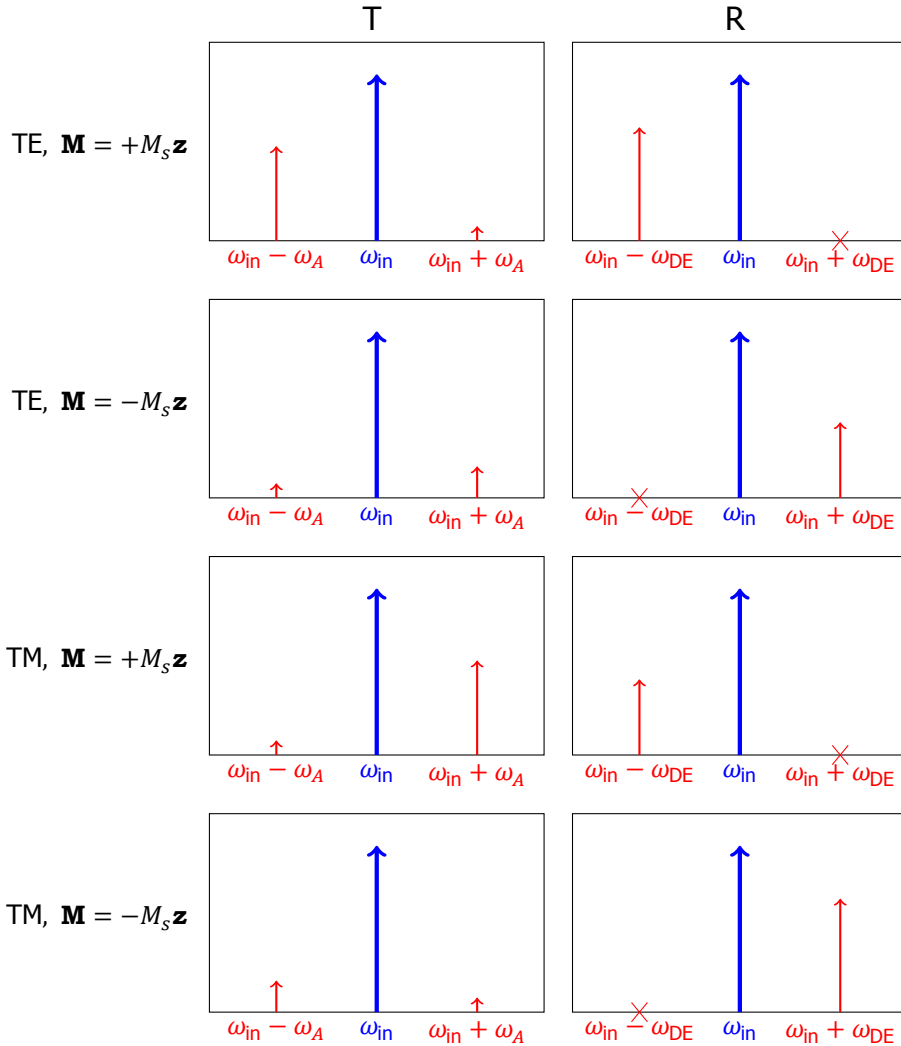 T R
TE, 𝐌 = +M_s𝐳
ω_in − ω_A ω_in ω_in + ω_A ω_in − ω_DE ω_in ω_in + ω_DE
TE, 𝐌 = −M_s𝐳
ω_in − ω_A ω_in ω_in + ω_A ω_in − ω_DE ω_in ω_in + ω_DE
TM, 𝐌 = +M_s𝐳
ω_in − ω_A ω_in ω_in + ω_A ω_in − ω_DE ω_in ω_in + ω_DE
TM, 𝐌 = −M_s𝐳
ω_in − ω_A ω_in ω_in + ω_A ω_in − ω_DE ω_in ω_in + ω_DE